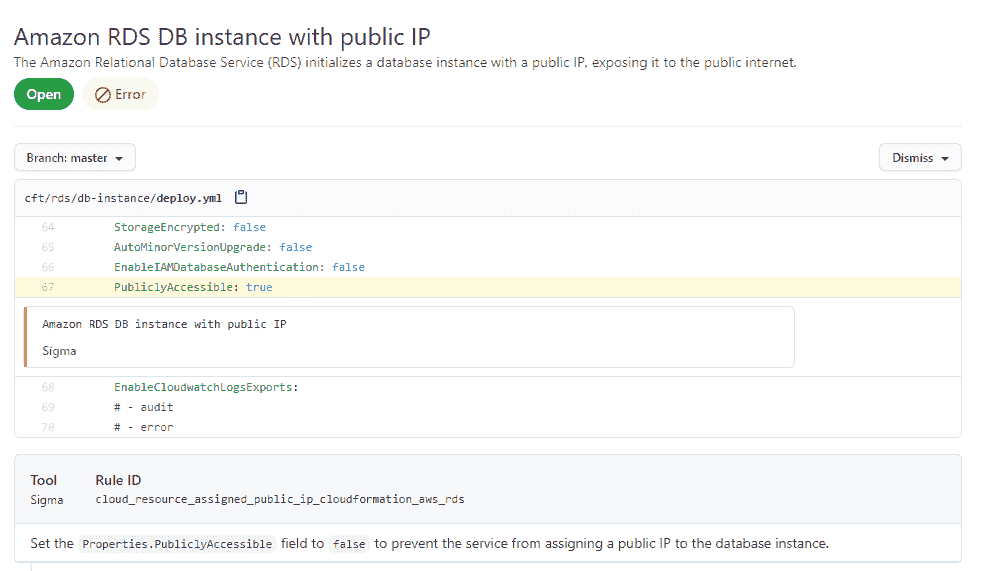 Amazon RDS DB instance with public IP
The Amazon Relational Database Service (RDS) initializes a database instance with a public IP, exposing it to the public internet.
Open Error
Branch: master Dismiss
cft/rds/db-instance/deploy.yml
64 StorageEncrypted: false
65 AutoMinorVersionUpgrade: false
66 EnableIAMDatabaseAuthentication: false
67 PubliclyAccessible: true
Amazon RDS DB instance with public IP
Sigma
68 EnableCloudwatchLogsExports:
69 # - audit
70 # - error
Tool Rule ID
Sigma cloud_resource_assigned_public_ip_cloudformation_aws_rds
Set the Properties.PubliclyAccessible field to false to prevent the service from assigning a public IP to the database instance.